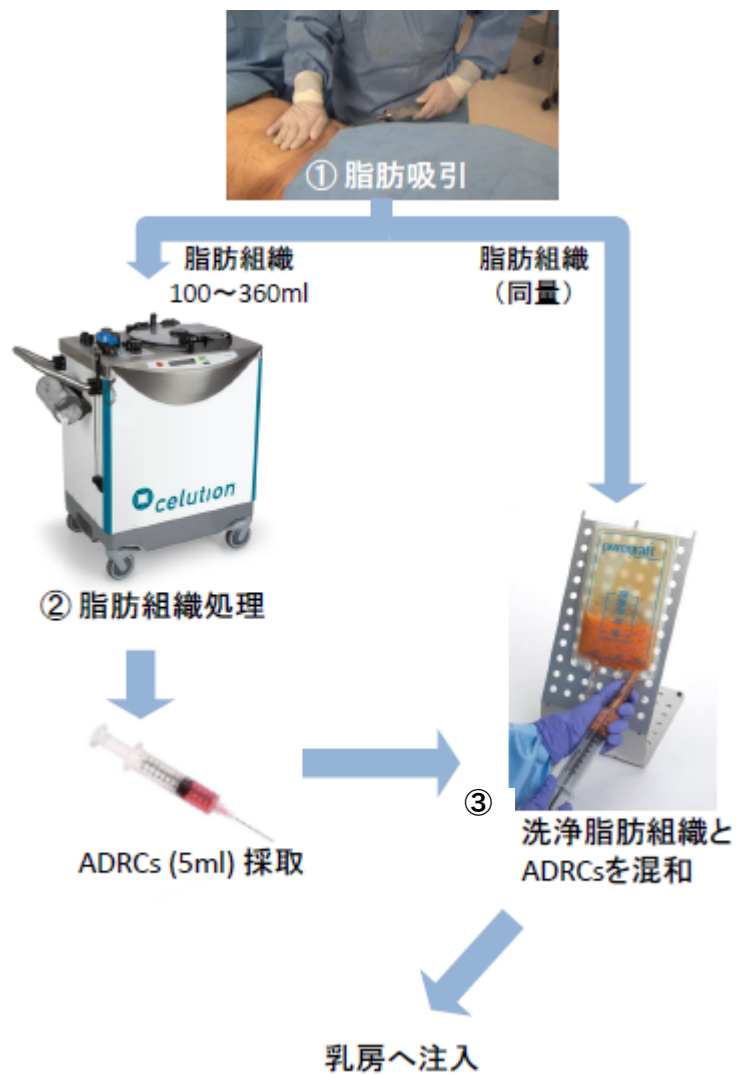 ① 脂肪吸引
脂肪組織
100～360ml
脂肪組織
（同量）
celution
② 脂肪組織処理
ADRCs (5ml) 採取
③
洗浄脂肪組織と
ADRCsを混和
乳房へ注入